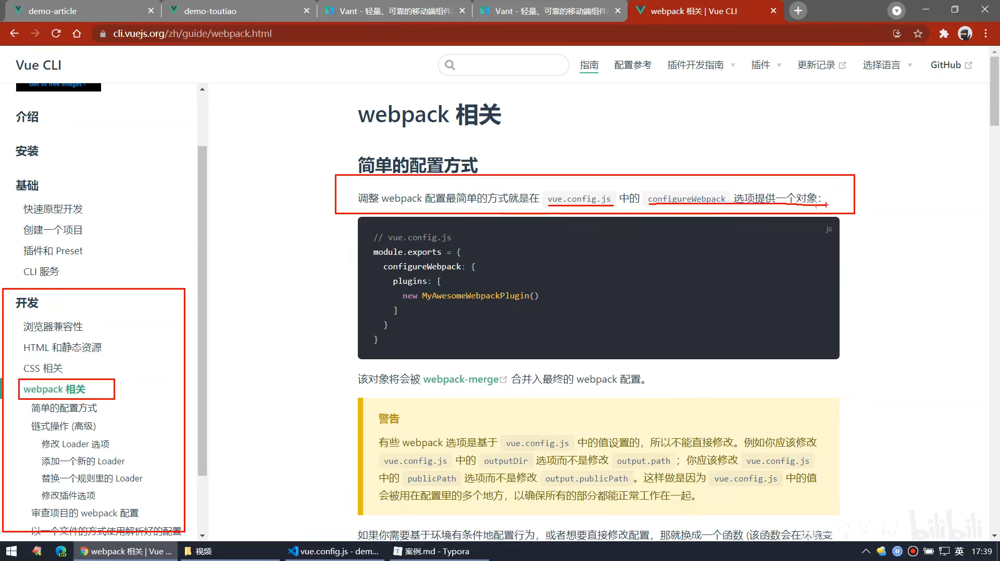 demo-article
demo-toutiao
Vant - 轻量、可靠的移动端组件
Vant - 轻量、可靠的移动端组件
webpack 相关 | Vue CLI
cli.vuejs.org/zh/guide/webpack.html
Vue CLI
指南
配置参考
插件开发指南
插件
更新记录
选择语言
GitHub
Get 10 free images ›
介绍
安装
基础
快速原型开发
创建一个项目
插件和 Preset
CLI 服务
开发
浏览器兼容性
HTML 和静态资源
CSS 相关
webpack 相关
简单的配置方式
链式操作 (高级)
修改 Loader 选项
添加一个新的 Loader
替换一个规则里的 Loader
修改插件选项
审查项目的 webpack 配置
以一个文件的方式使用解析好的配置
webpack 相关
简单的配置方式
调整 webpack 配置最简单的方式就是在 vue.config.js 中的 configureWebpack 选项提供一个对象：
js
// vue.config.js
module.exports = {
configureWebpack: {
plugins: [
new MyAwesomeWebpackPlugin()
]
}
}
该对象将会被 webpack-merge 合并入最终的 webpack 配置。
警告
有些 webpack 选项是基于 vue.config.js 中的值设置的，所以不能直接修改。例如你应该修改
vue.config.js 中的 outputDir 选项而不是修改 output.path ；你应该修改 vue.config.js
中的 publicPath 选项而不是修改 output.publicPath 。这样做是因为 vue.config.js 中的值
会被用在配置里的多个地方，以确保所有的部分都能正常工作在一起。
如果你需要基于环境有条件地配置行为，或者想要直接修改配置，那就换成一个函数 (该函数会在环境变
bilibili
webpack 相关 | Vue ...
视频
vue.config.js - dem...
案例.md - Typora
英
17:39